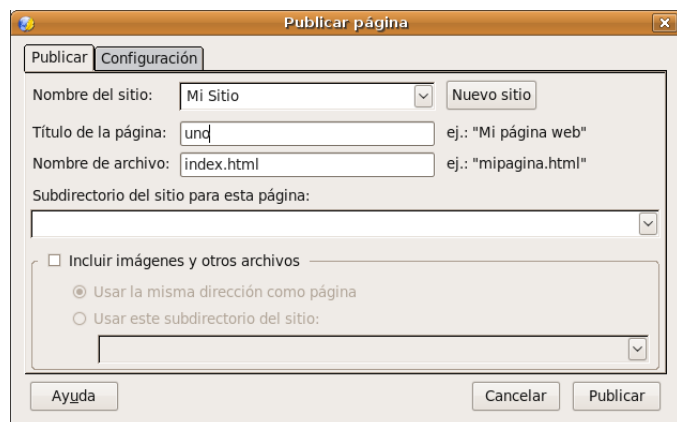 Publicar página
Publicar Configuración
Nombre del sitio: Mi Sitio Nuevo sitio
Título de la página: uno ej.: "Mi página web"
Nombre de archivo: index.html ej.: "mipagina.html"
Subdirectorio del sitio para esta página:
Incluir imágenes y otros archivos
Usar la misma dirección como página
Usar este subdirectorio del sitio:
Ayuda Cancelar Publicar